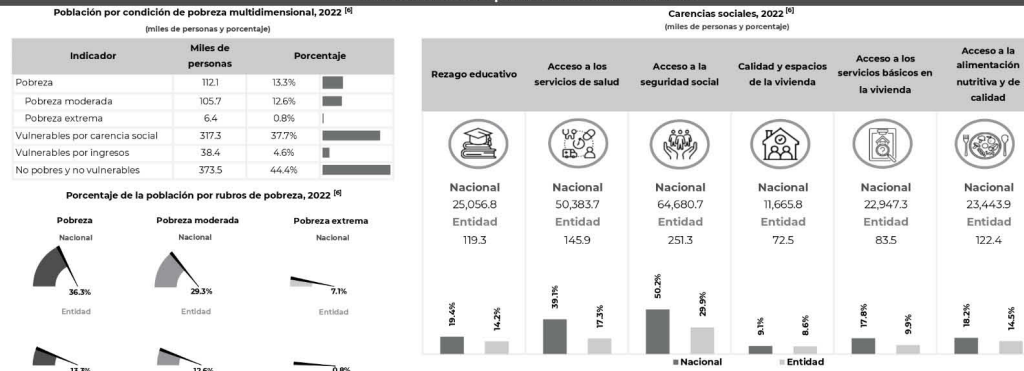 Población por condición de pobreza multidimensional, 2022 [6]
(miles de personas y porcentaje)
Indicador Miles de personas Porcentaje
Pobreza 112.1 13.3%
Pobreza moderada 105.7 12.6%
Pobreza extrema 6.4 0.8%
Vulnerables por carencia social 317.3 37.7%
Vulnerables por ingresos 38.4 4.6%
No pobres y no vulnerables 373.5 44.4%
Porcentaje de la población por rubros de pobreza, 2022 [6]
Pobreza Pobreza moderada Pobreza extrema
Nacional Nacional Nacional
36.3% 29.3% 7.1%
Entidad Entidad Entidad
13.3% 12.6% 0.8%
Carencias sociales, 2022 [6]
(miles de personas y porcentaje)
Rezago educativo
Acceso a los servicios de salud
Acceso a la seguridad social
Calidad y espacios de la vivienda
Acceso a los servicios básicos en la vivienda
Acceso a la alimentación nutritiva y de calidad
Nacional Nacional Nacional Nacional Nacional Nacional
25,056.8 50,383.7 64,680.7 11,665.8 22,947.3 23,443.9
Entidad Entidad Entidad Entidad Entidad Entidad
119.3 145.9 251.3 72.5 83.5 122.4
19.4% 14.2% 39.1% 17.3% 50.2% 29.9% 9.1% 8.6% 17.8% 9.9% 18.2% 14.5%
Nacional Entidad